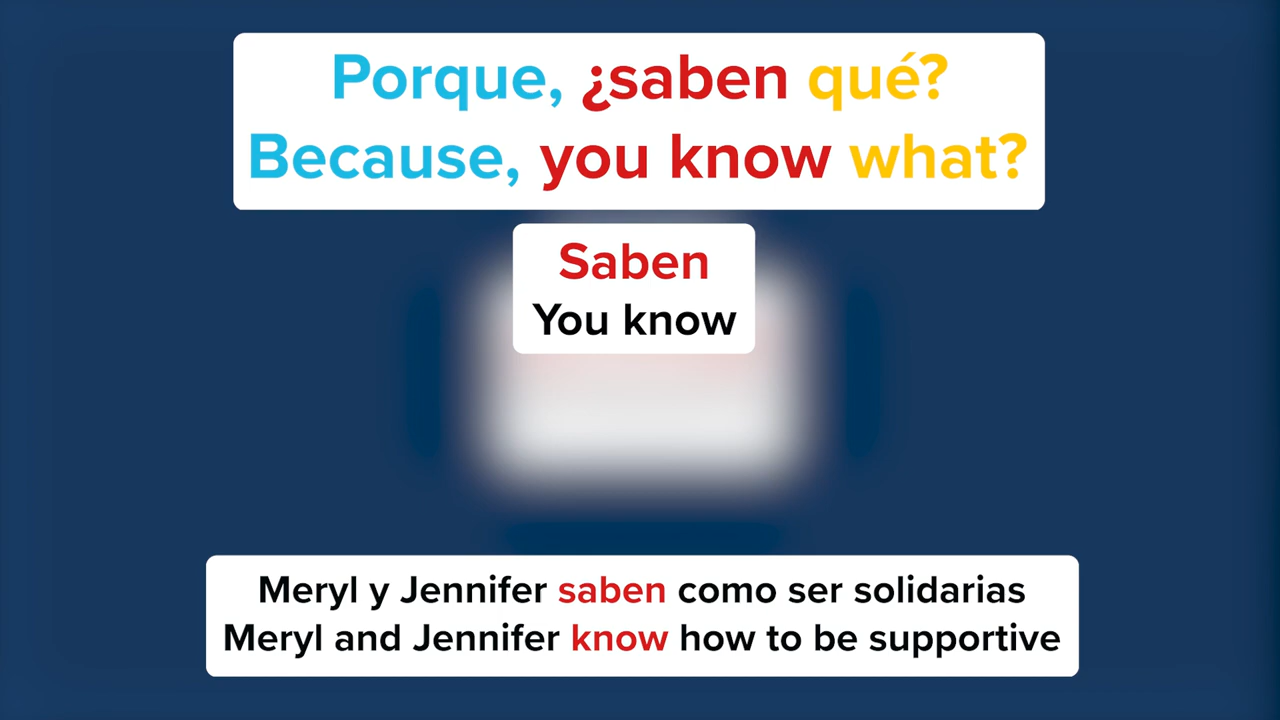 Porque, ¿saben qué?
Because, you know what?
Saben
You know
Meryl y Jennifer saben como ser solidarias
Meryl and Jennifer know how to be supportive